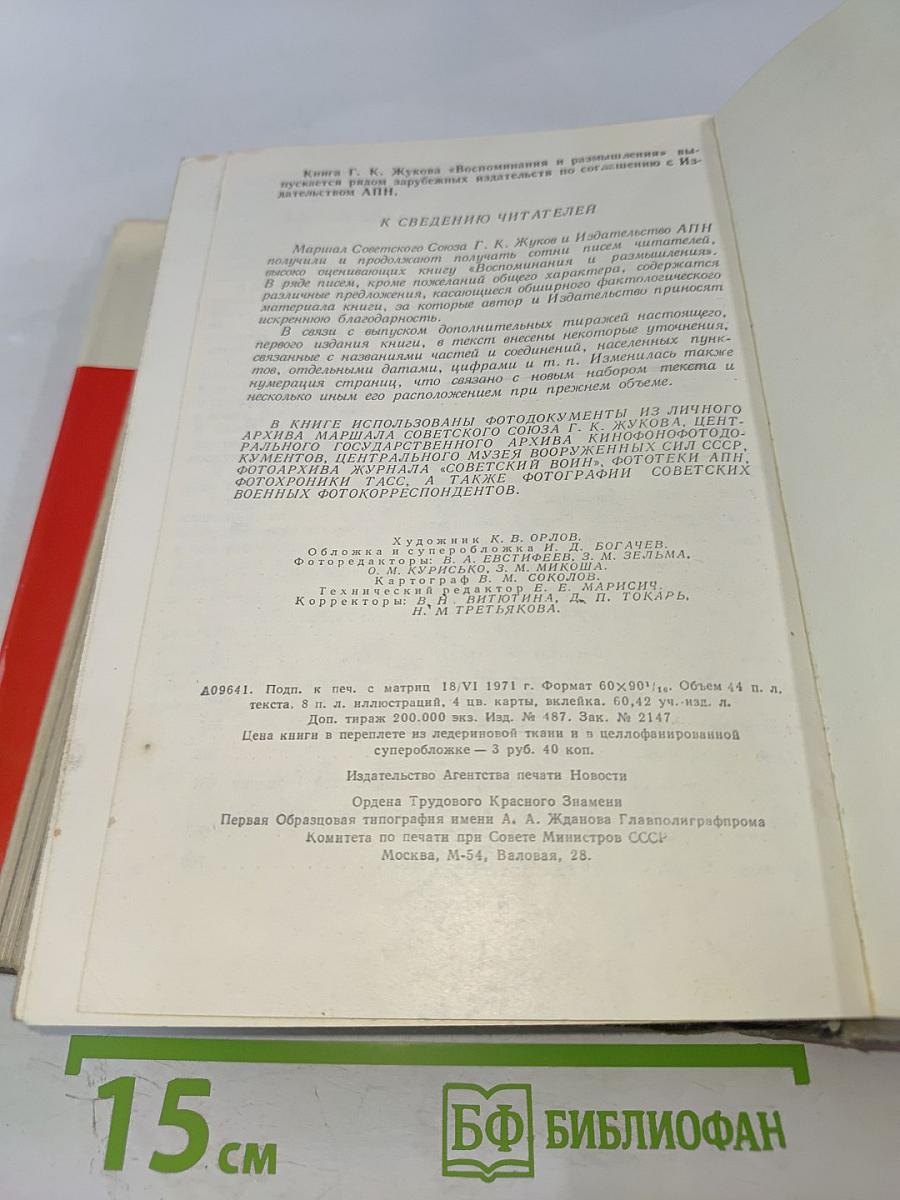 Книга Г. К. Жукова «Воспоминания и размышления» вы-
пускается рядом зарубежных издательств по соглашению с Из-
дательством АПН.
К СВЕДЕНИЮ ЧИТАТЕЛЕЙ
Маршал Советского Союза Г. К. Жуков и Издательство АПН
получили и продолжают получать сотни писем читателей,
высоко оценивающих книгу «Воспоминания и размышления».
В ряде писем, кроме пожеланий общего характера, содержатся
различные предложения, касающиеся обширного фактологического
материала книги, за которые автор и Издательство приносят
искреннюю благодарность.
В связи с выпуском дополнительных тиражей настоящего,
первого издания книги, в текст внесены некоторые уточнения,
связанные с названиями частей и соединений, населенных пунк-
тов, отдельными датами, цифрами и т. п. Изменилась также
нумерация страниц, что связано с новым набором текста и
несколько иным его расположением при прежнем объеме.
В КНИГЕ ИСПОЛЬЗОВАНЫ ФОТОДОКУМЕНТЫ ИЗ ЛИЧНОГО
АРХИВА МАРШАЛА СОВЕТСКОГО СОЮЗА Г. К. ЖУКОВА, ЦЕНТ-
РАЛЬНОГО ГОСУДАРСТВЕННОГО АРХИВА КИНОФОНОФОТОДО-
КУМЕНТОВ, ЦЕНТРАЛЬНОГО МУЗЕЯ ВООРУЖЕННЫХ СИЛ СССР,
ФОТОАРХИВА ЖУРНАЛА «СОВЕТСКИЙ ВОИН», ФОТОТЕКИ АПН,
ФОТОХРОНИКИ ТАСС, А ТАКЖЕ ФОТОГРАФИИ СОВЕТСКИХ
ВОЕННЫХ ФОТОКОРРЕСПОНДЕНТОВ.
Художник К. В. ОРЛОВ.
Обложка и суперобложка И. Д. БОГАЧЕВ.
Фоторедакторы: В. А. ЕВСТИФЕЕВ, З. М. ЗЕЛЬМА,
О. М. КУРИСЬКО, З. М. МИКОША.
Картограф В. М. СОКОЛОВ.
Технический редактор Е. Е. МАРИСИЧ.
Корректоры: В. Н. ВИТЮТИНА, Д. П. ТОКАРЬ,
Н. М ТРЕТЬЯКОВА.
А09641. Подп. к печ. с матриц 18/VI 1971 г. Формат 60×90¹/₁₆. Объем 44 п. л.
текста, 8 п. л. иллюстраций, 4 цв. карты, вклейка. 60,42 уч.-изд. л.
Доп. тираж 200.000 экз. Изд. № 487. Зак. № 2147
Цена книги в переплете из ледериновой ткани и в целлофанированной
суперобложке — 3 руб. 40 коп.
Издательство Агентства печати Новости
Ордена Трудового Красного Знамени
Первая Образцовая типография имени А. А. Жданова Главполиграфпрома
Комитета по печати при Совете Министров СССР
Москва, М-54, Валовая, 28.
15 см
БФ БИБЛИОФАН